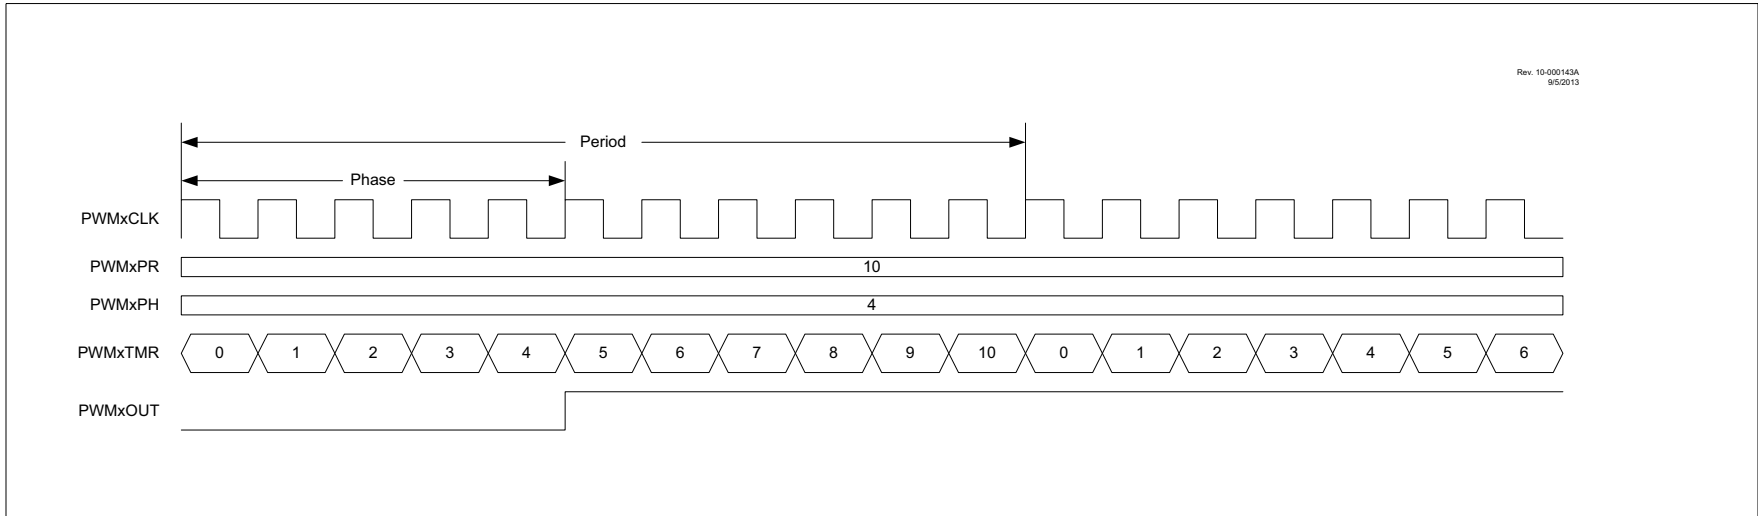 Rev. 10-000143A
9/5/2013
Period
Phase
PWMxCLK
PWMxPR
10
PWMxPH
4
PWMxTMR 0 1 2 3 4 5 6 7 8 9 10 0 1 2 3 4 5 6
PWMxOUT